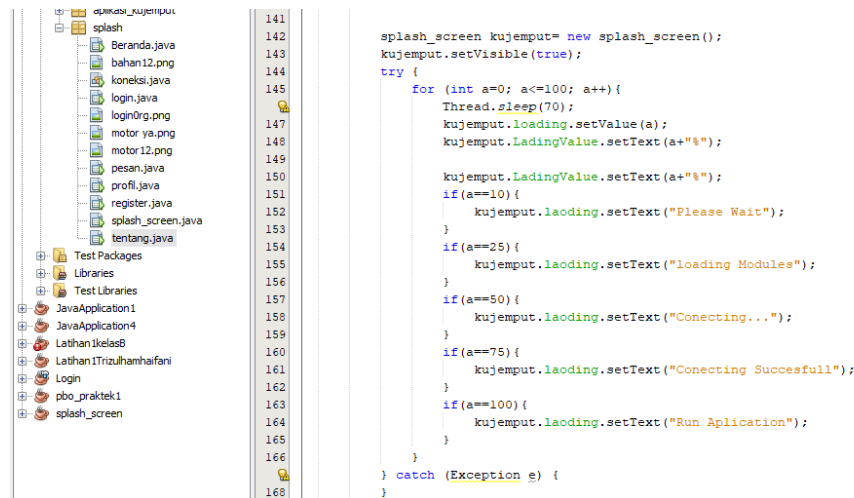 aplikasi_kujemput
splash
Beranda.java
bahan12.png
koneksi.java
login.java
login0rg.png
motor ya.png
motor12.png
pesan.java
profil.java
register.java
splash_screen.java
tentang.java
Test Packages
Libraries
Test Libraries
JavaApplication1
JavaApplication4
Latihan1kelasB
Latihan1Trizulhamhaifani
Login
pbo_praktek1
splash_screen
141
142 splash_screen kujemput= new splash_screen();
143 kujemput.setVisible(true);
144 try {
145 for (int a=0; a<=100; a++){
Thread.sleep(70);
147 kujemput.loading.setValue(a);
148 kujemput.LadingValue.setText(a+"%");
149
150 kujemput.LadingValue.setText(a+"%");
151 if(a==10){
152 kujemput.laoding.setText("Please Wait");
153 }
154 if(a==25){
155 kujemput.laoding.setText("loading Modules");
156 }
157 if(a==50){
158 kujemput.laoding.setText("Conecting...");
159 }
160 if(a==75){
161 kujemput.laoding.setText("Conecting Succesfull");
162 }
163 if(a==100){
164 kujemput.laoding.setText("Run Aplication");
165 }
166 }
} catch (Exception e) {
168 }